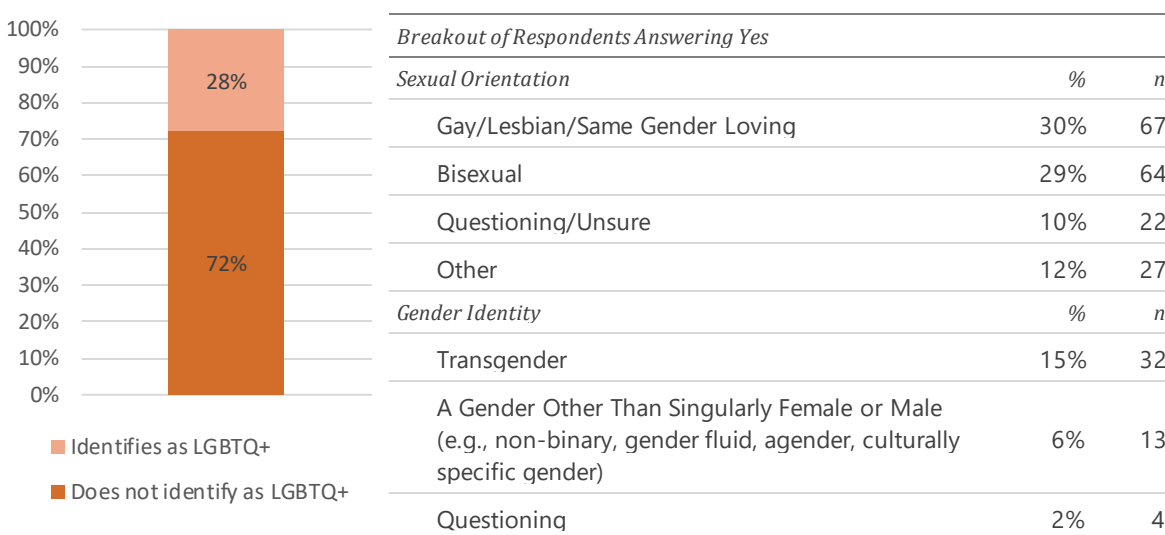 100%
90%
80%
70%
60%
50%
40%
30%
20%
10%
0%
28%
72%
Identifies as LGBTQ+
Does not identify as LGBTQ+
Breakout of Respondents Answering Yes
Sexual Orientation % n
Gay/Lesbian/Same Gender Loving 30% 67
Bisexual 29% 64
Questioning/Unsure 10% 22
Other 12% 27
Gender Identity % n
Transgender 15% 32
A Gender Other Than Singularly Female or Male
(e.g., non-binary, gender fluid, agender, culturally 6% 13
specific gender)
Questioning 2% 4